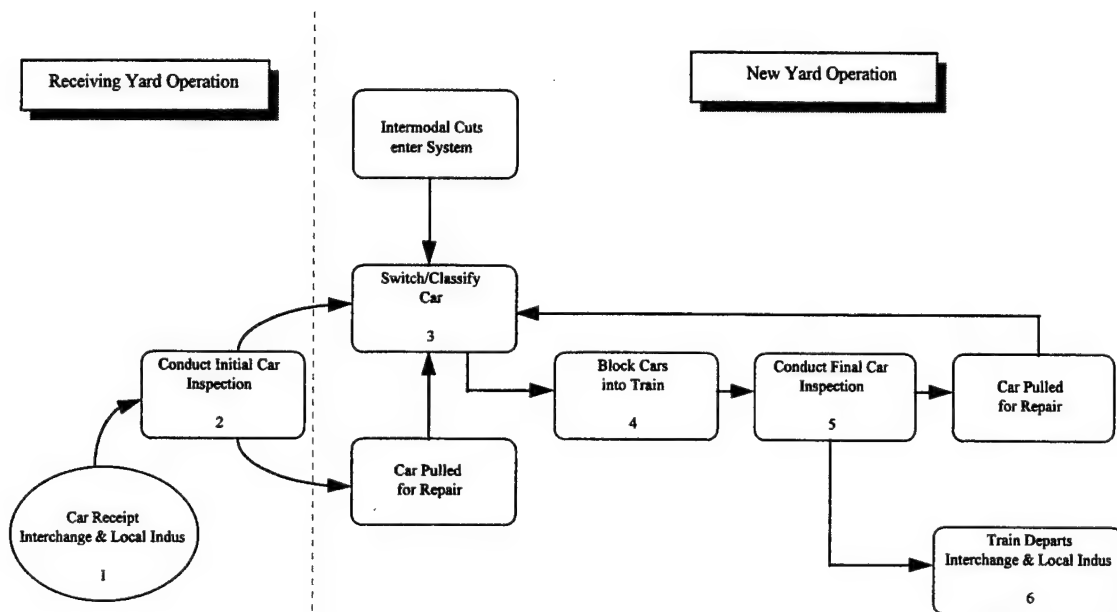 Receiving Yard Operation
New Yard Operation
Intermodal Cuts
enter System
Switch/Classify
Car
3
Conduct Initial Car
Inspection
2
Block Cars
into Train
4
Conduct Final Car
Inspection
5
Car Pulled
for Repair
Car Pulled
for Repair
Car Receipt
Interchange & Local Indus
1
Train Departs
Interchange & Local Indus
6